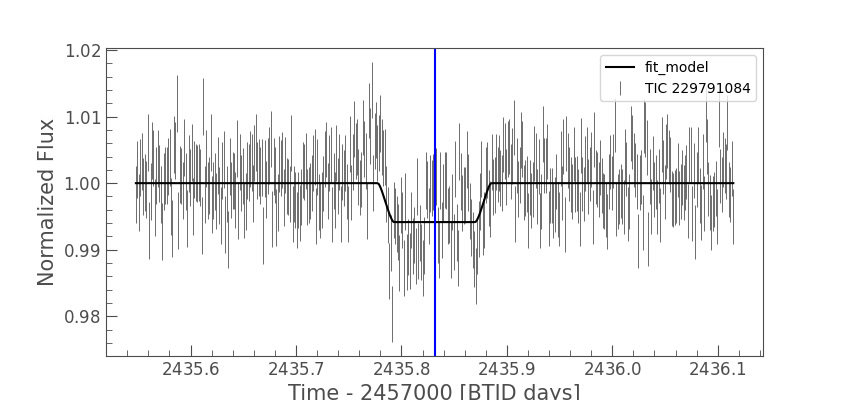 1.02
1.01
1.00
0.99
0.98
Normalized Flux
fit_model
TIC 229791084
2435.6 2435.7 2435.8 2435.9 2436.0 2436.1
Time - 2457000 [BTJD days]